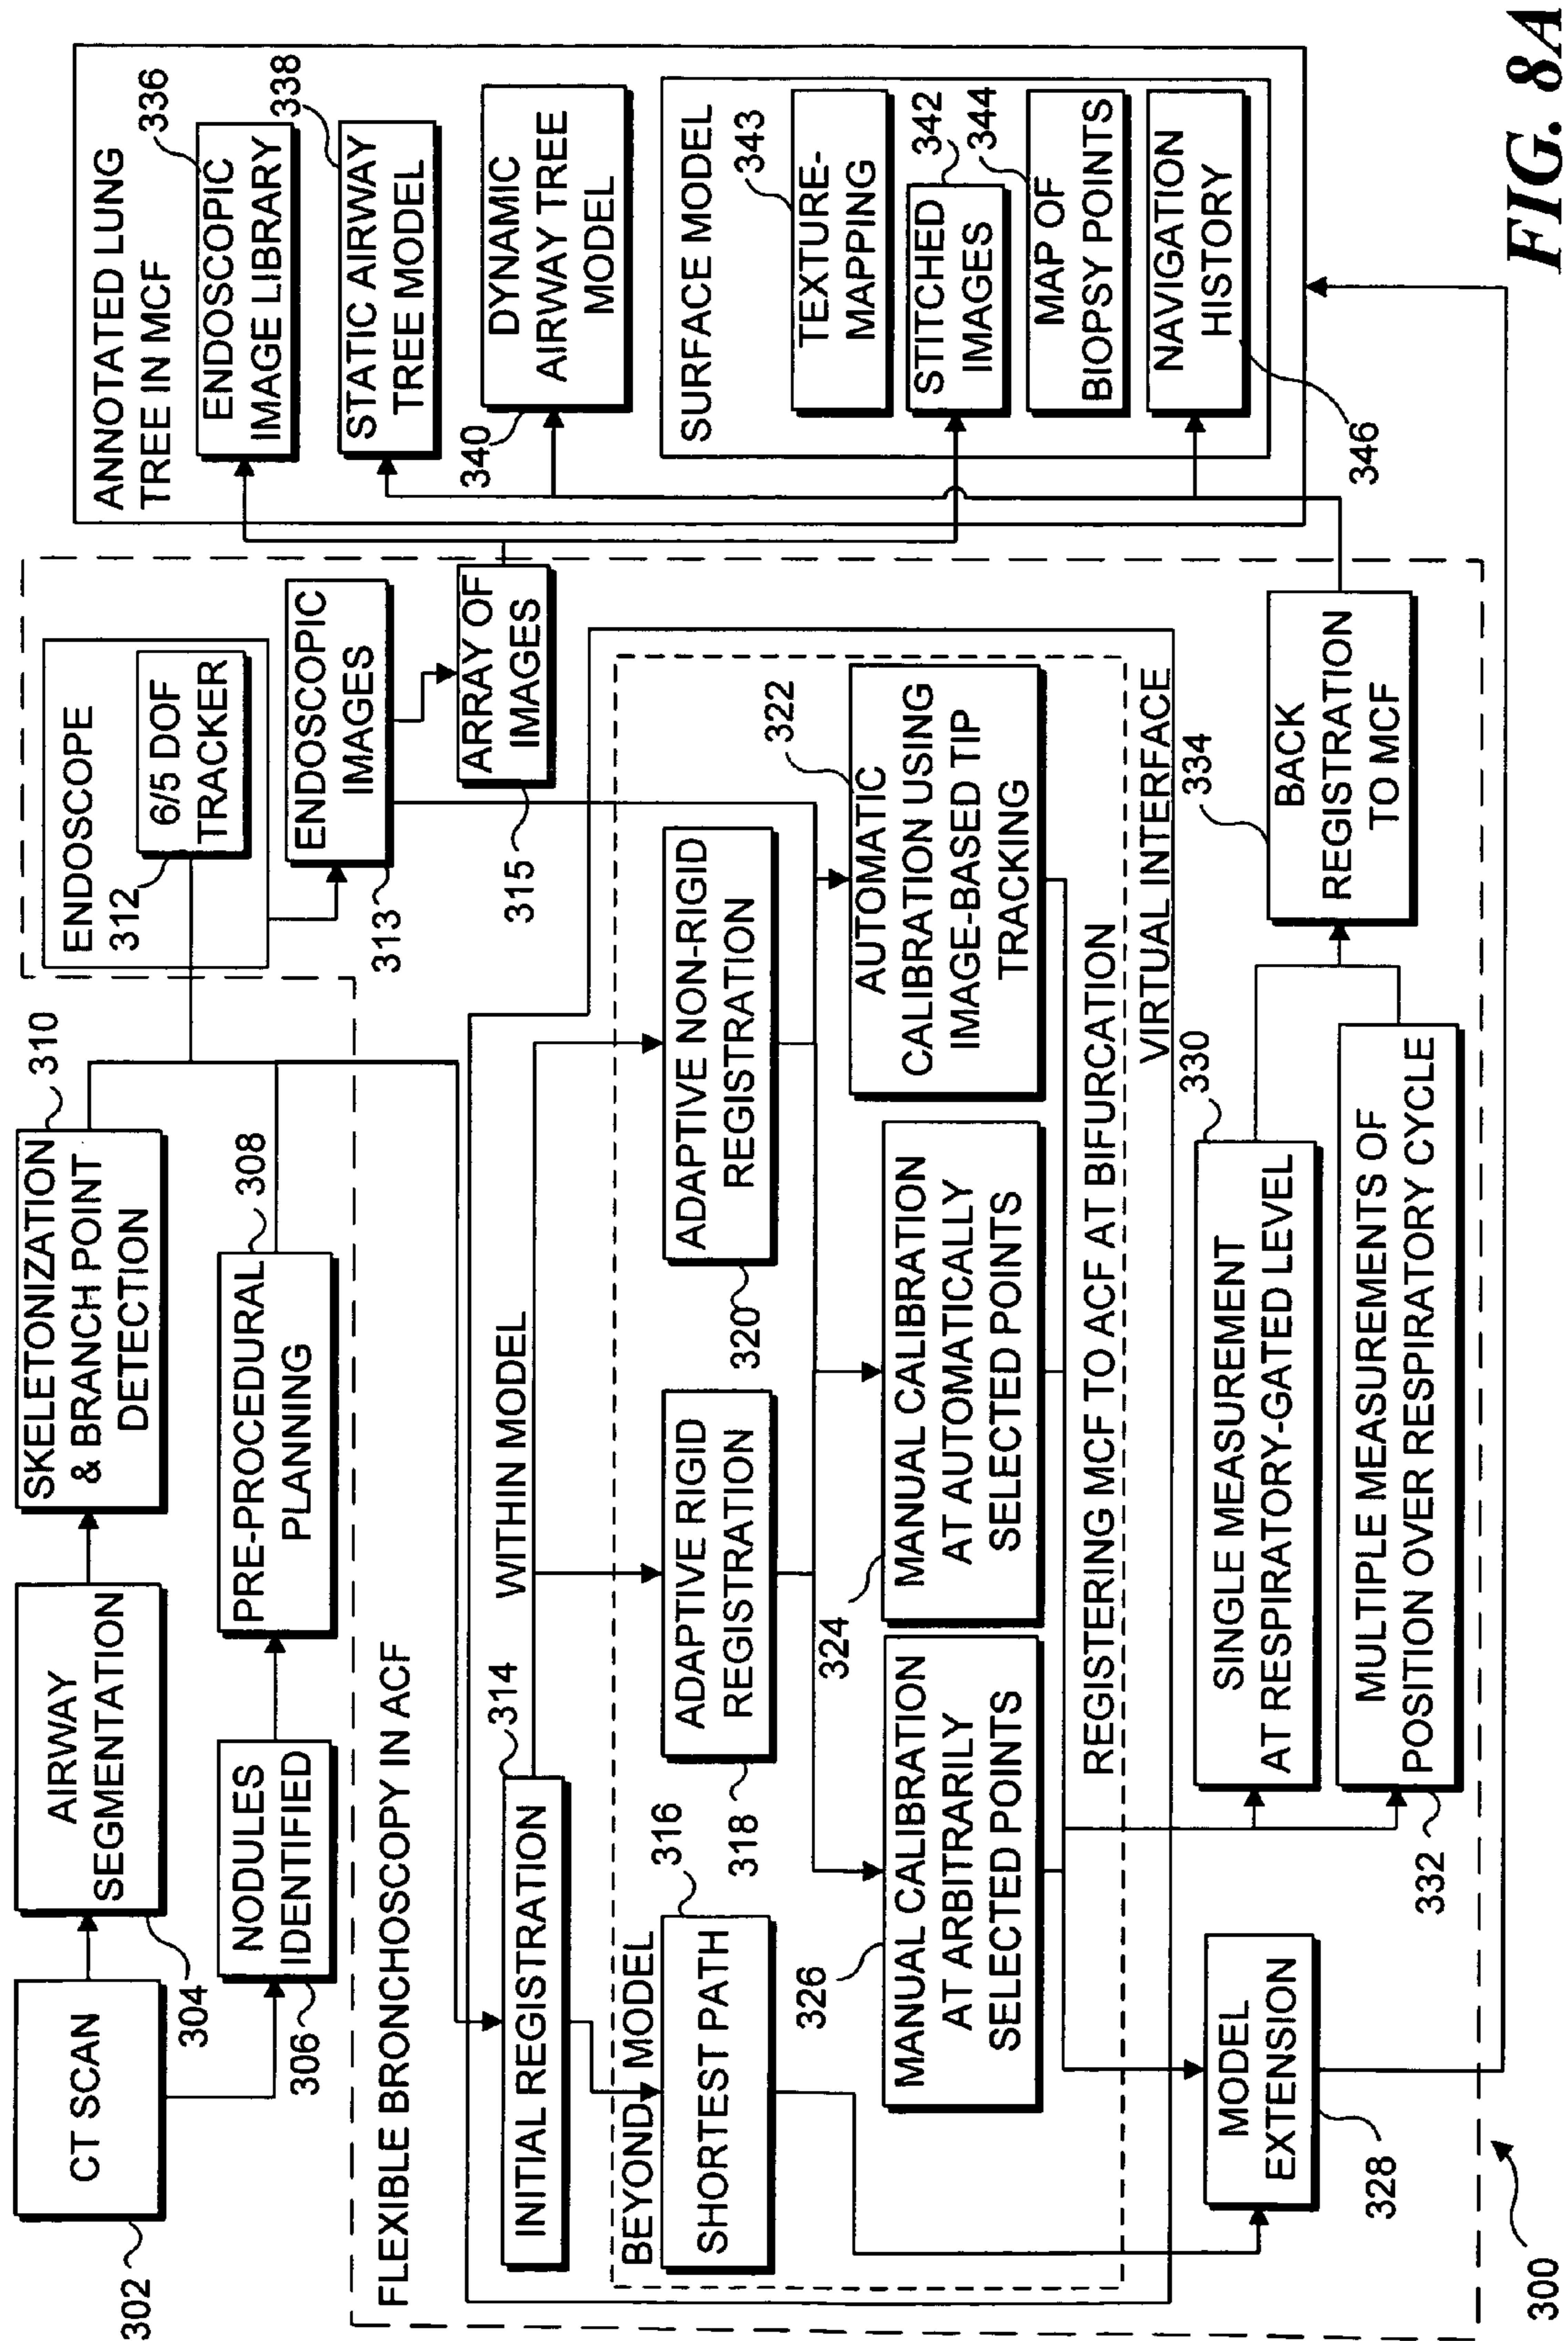 CT SCAN
302
AIRWAY
SEGMENTATION
304
SKELETONIZATION
& BRANCH POINT
DETECTION
310
NODULES
IDENTIFIED
306
PRE-PROCEDURAL
PLANNING
308
ENDOSCOPE
312
6/5 DOF
TRACKER
ENDOSCOPIC
IMAGES
313
ARRAY OF
IMAGES
315
FLEXIBLE BRONCHOSCOPY IN ACF
INITIAL REGISTRATION
314
WITHIN MODEL
BEYOND MODEL
SHORTEST PATH
316
ADAPTIVE RIGID
REGISTRATION
318
ADAPTIVE NON-RIGID
REGISTRATION
320
MANUAL CALIBRATION
AT ARBITRARILY
SELECTED POINTS
326
MANUAL CALIBRATION
AT AUTOMATICALLY
SELECTED POINTS
324
AUTOMATIC
CALIBRATION USING
IMAGE-BASED TIP
TRACKING
322
REGISTERING MCF TO ACF AT BIFURCATION
VIRTUAL INTERFACE
MODEL
EXTENSION
328
SINGLE MEASUREMENT
AT RESPIRATORY-GATED LEVEL
330
MULTIPLE MEASUREMENTS OF
POSITION OVER RESPIRATORY CYCLE
332
BACK
REGISTRATION
TO MCF
334
ANNOTATED LUNG
TREE IN MCF
336
ENDOSCOPIC
IMAGE LIBRARY
338
STATIC AIRWAY
TREE MODEL
340
DYNAMIC
AIRWAY TREE
MODEL
SURFACE MODEL
343
TEXTURE-
MAPPING
342
STITCHED
IMAGES
344
MAP OF
BIOPSY POINTS
NAVIGATION
HISTORY
346
300
FIG. 8A